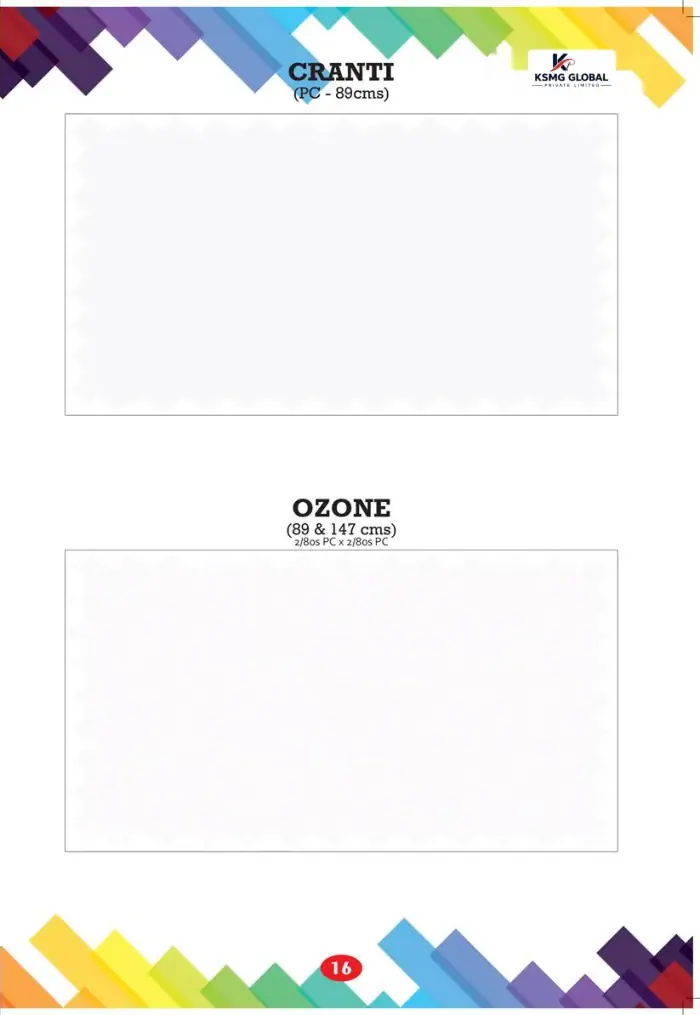 CRANTI
(PC - 89cms)
KSMG GLOBAL
PRIVATE LIMITED
OZONE
(89 & 147 cms)
2/80s PC x 2/80s PC
16